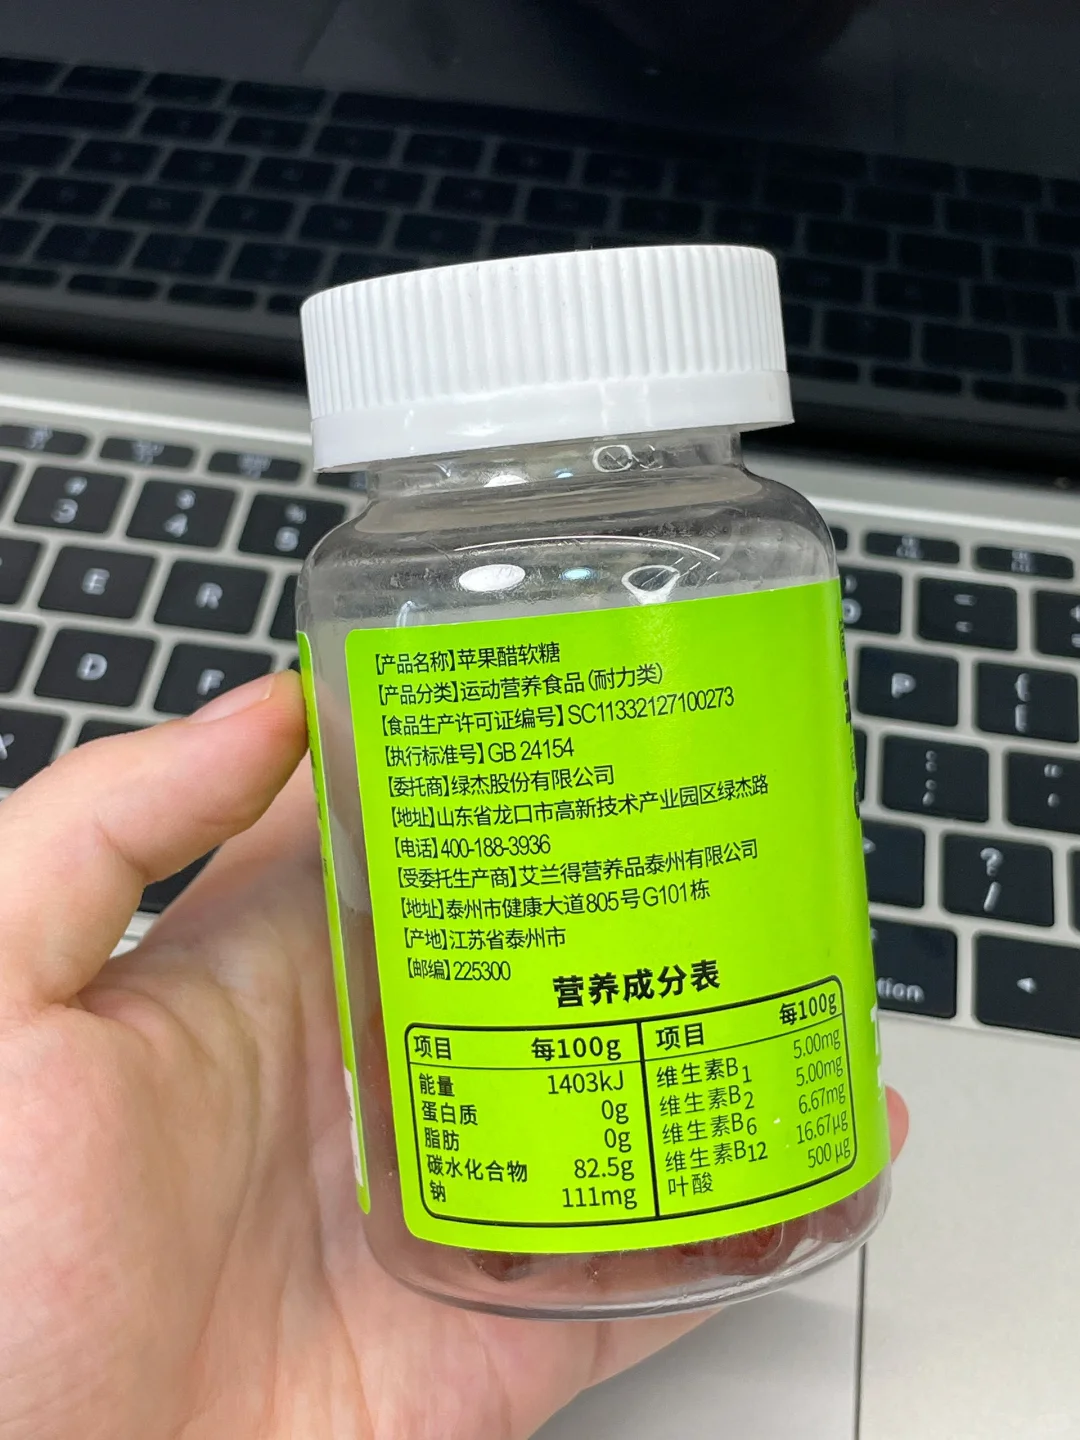 【产品名称】苹果醋软糖
【产品分类】运动营养食品(耐力类)
【食品生产许可证编号】SC11332127100273
【执行标准号】GB 24154
【委托商】绿杰股份有限公司
【地址】山东省龙口市高新技术产业园区绿杰路
【电话】400-188-3936
【受委托生产商】艾兰得营养品泰州有限公司
【地址】泰州市健康大道805号G101栋
【产地】江苏省泰州市
【邮编】225300
营养成分表
项目 每100g
能量 1403kJ
蛋白质 0g
脂肪 0g
碳水化合物 82.5g
钠 111mg
项目 每100g
维生素B1 5.00mg
维生素B2 5.00mg
维生素B6 6.67mg
维生素B12 16.67μg
叶酸 500μg
# 3
$ 4
% 5
E
R
D
F
X
P
{ [
: ;
" '
? /
tion